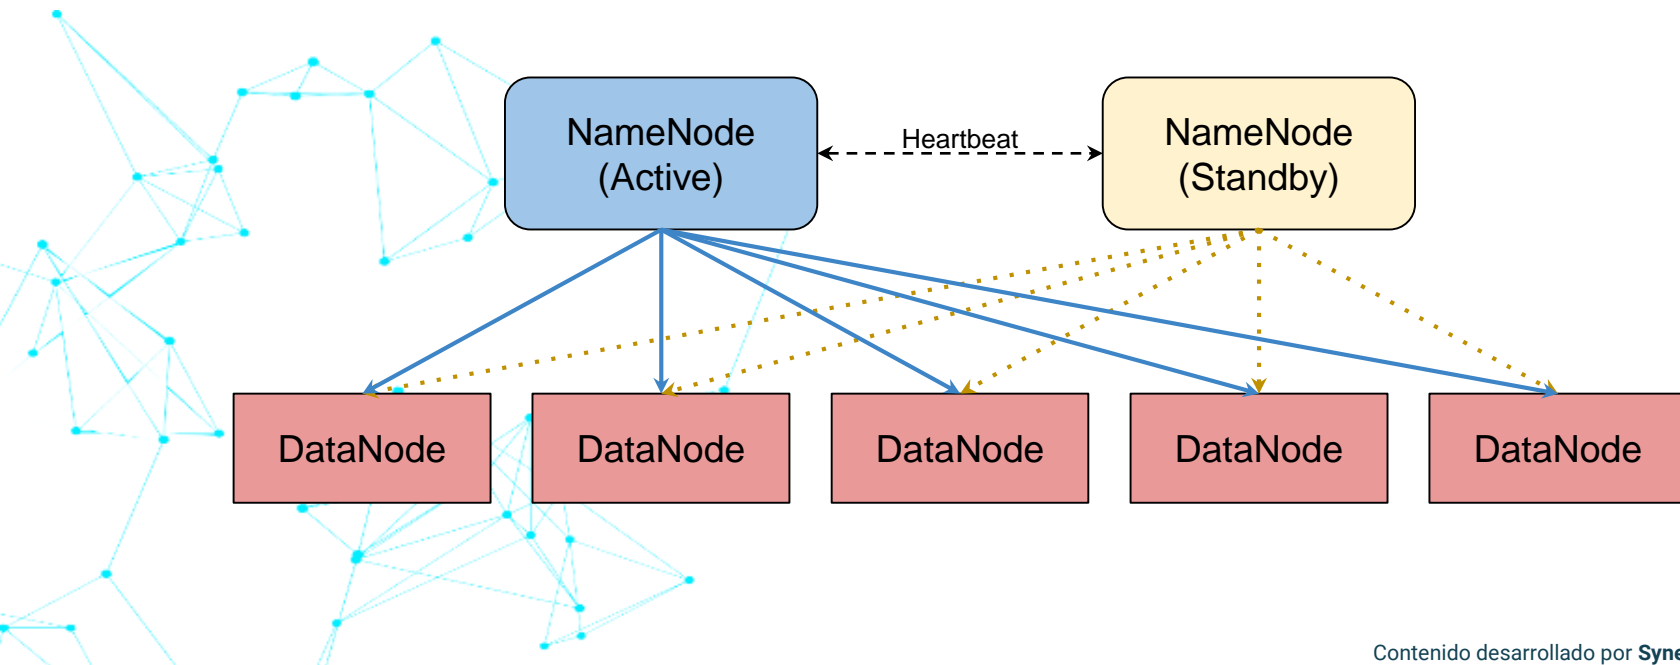 NameNode
(Active)
Heartbeat
NameNode
(Standby)
DataNode
DataNode
DataNode
DataNode
DataNode
Contenido desarrollado por